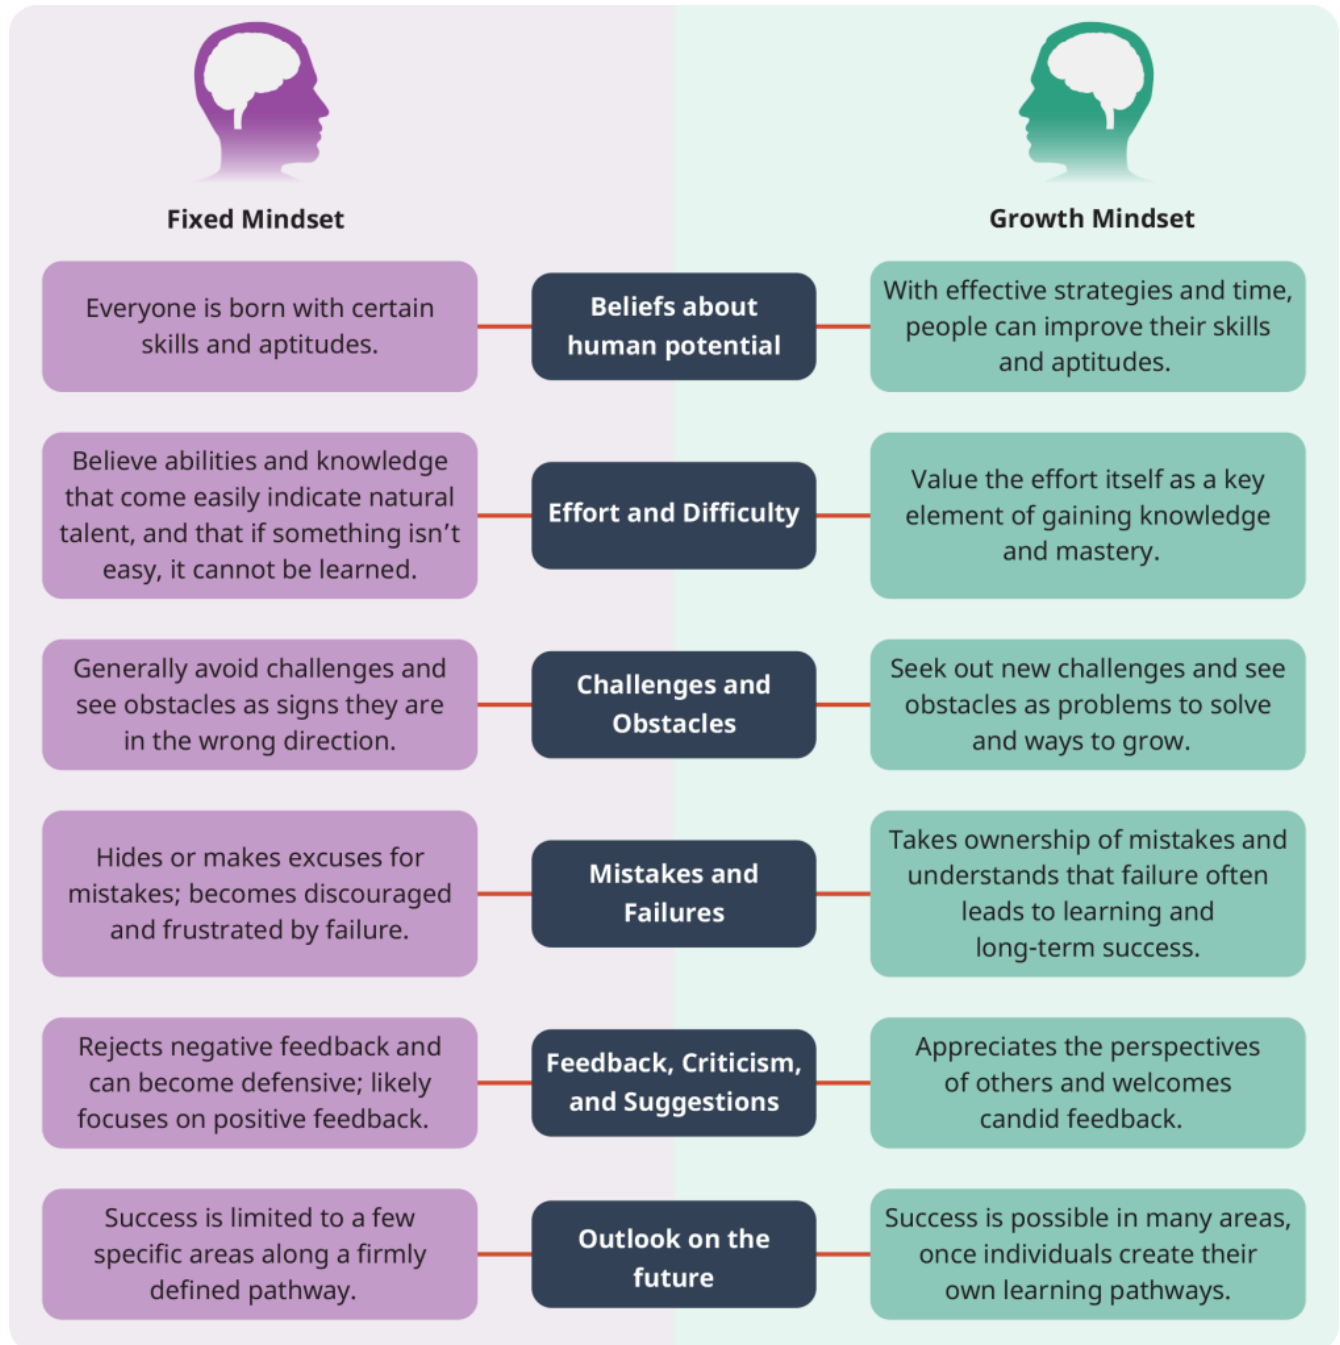 Fixed Mindset
Growth Mindset
Everyone is born with certain
skills and aptitudes.
Beliefs about
human potential
With effective strategies and time,
people can improve their skills
and aptitudes.
Believe abilities and knowledge
that come easily indicate natural
talent, and that if something isn’t
easy, it cannot be learned.
Effort and Difficulty
Value the effort itself as a key
element of gaining knowledge
and mastery.
Generally avoid challenges and
see obstacles as signs they are
in the wrong direction.
Challenges and
Obstacles
Seek out new challenges and see
obstacles as problems to solve
and ways to grow.
Hides or makes excuses for
mistakes; becomes discouraged
and frustrated by failure.
Mistakes and
Failures
Takes ownership of mistakes and
understands that failure often
leads to learning and
long-term success.
Rejects negative feedback and
can become defensive; likely
focuses on positive feedback.
Feedback, Criticism,
and Suggestions
Appreciates the perspectives
of others and welcomes
candid feedback.
Success is limited to a few
specific areas along a firmly
defined pathway.
Outlook on the
future
Success is possible in many areas,
once individuals create their
own learning pathways.